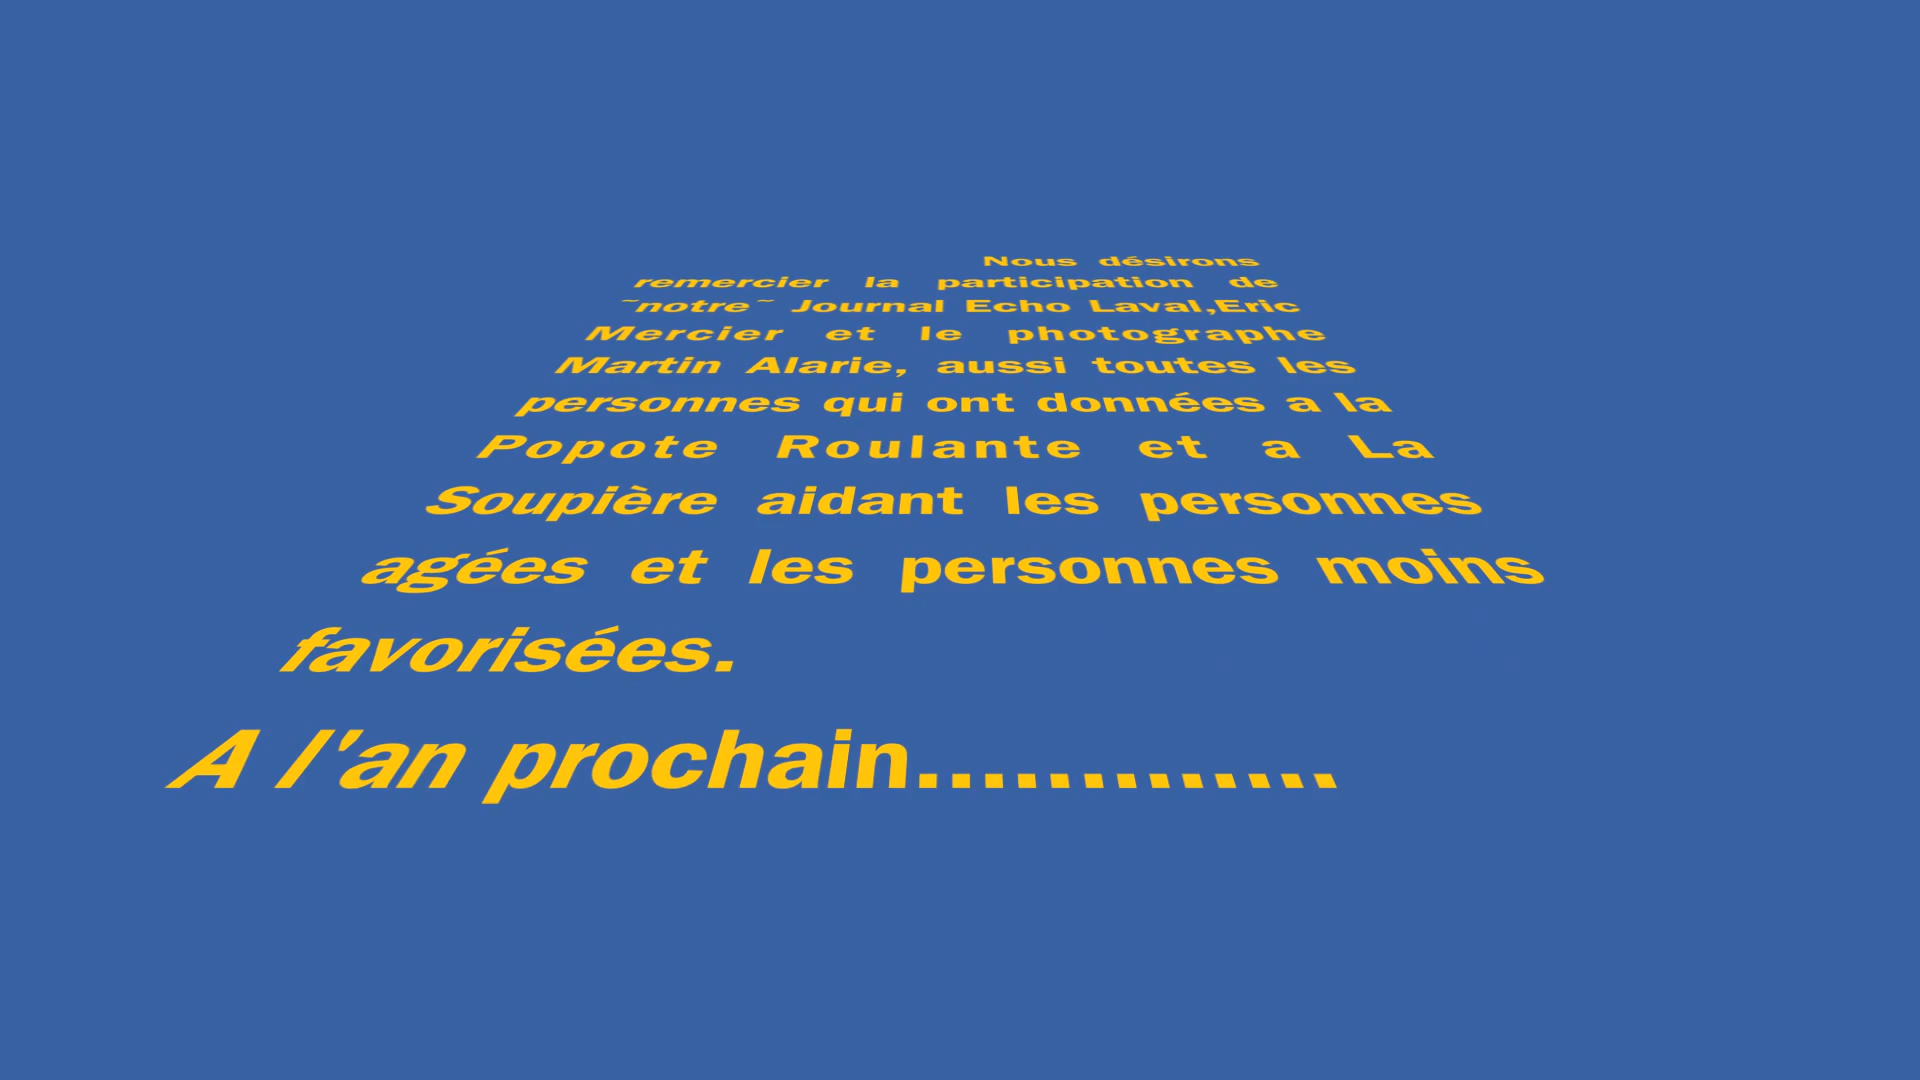 Nous désirons
remercier la participation de
~notre~ Journal Echo Laval,Eric
Mercier et le photographe
Martin Alarie, aussi toutes les
personnes qui ont données a la
Popote Roulante et a La
Soupière aidant les personnes
agées et les personnes moins
favorisées.
A l'an prochain.............